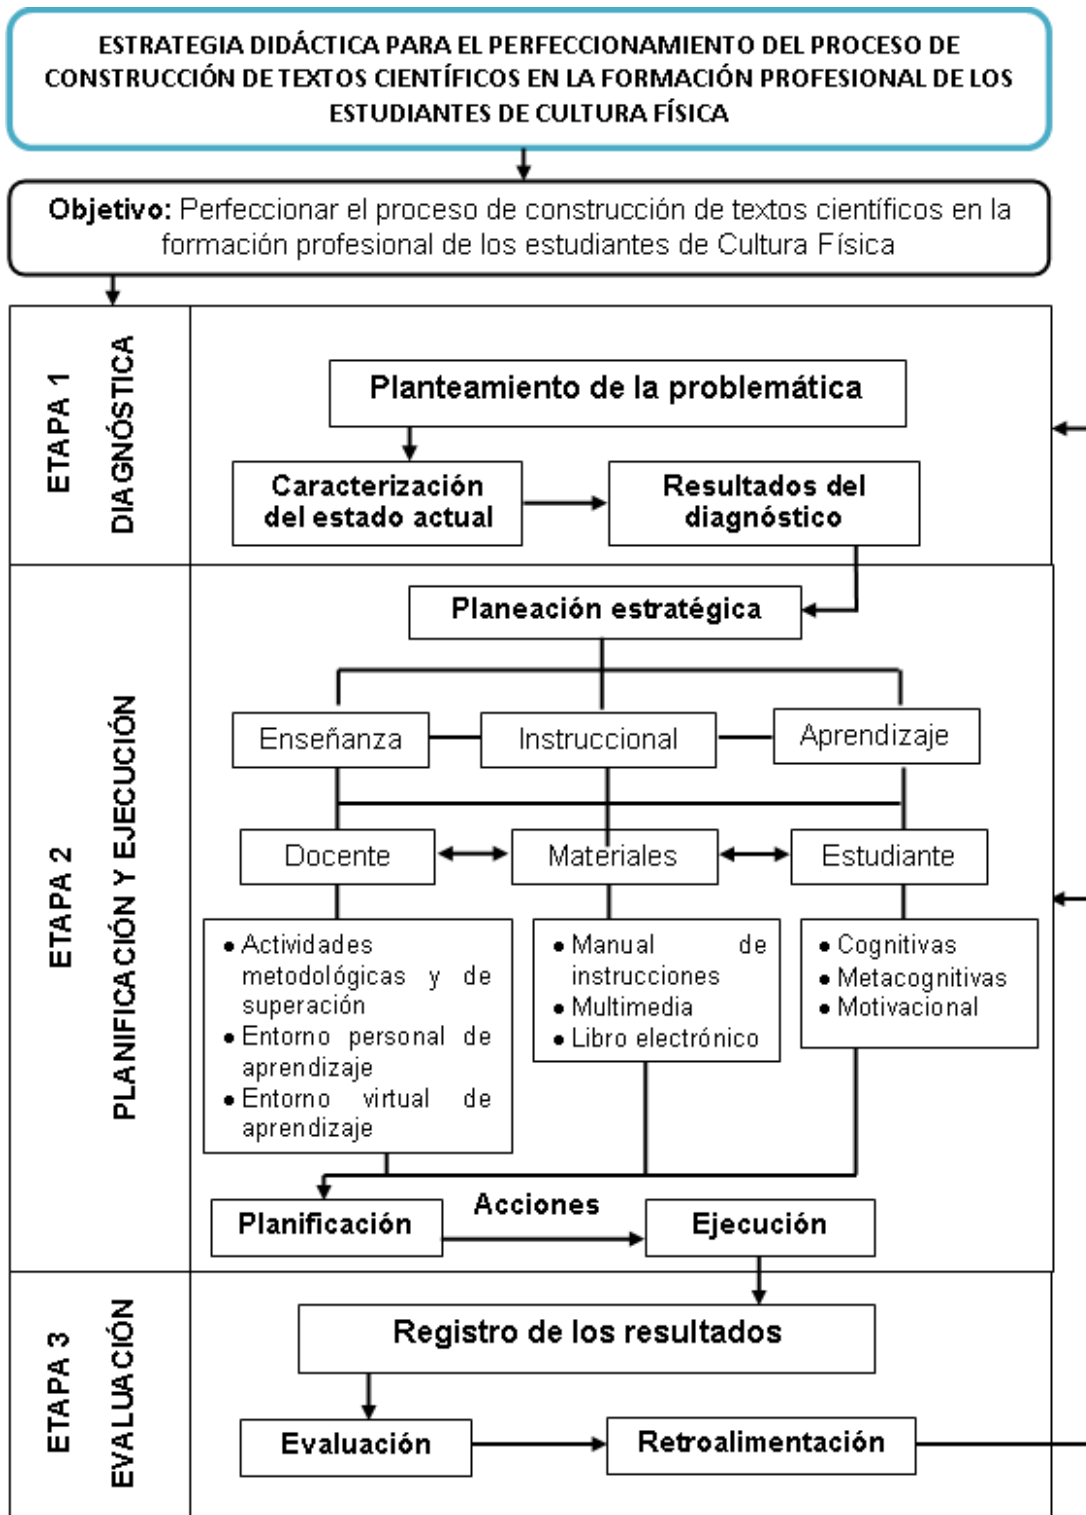 ESTRATEGIA DIDÁCTICA PARA EL PERFECCIONAMIENTO DEL PROCESO DE
CONSTRUCCIÓN DE TEXTOS CIENTÍFICOS EN LA FORMACIÓN PROFESIONAL DE LOS
ESTUDIANTES DE CULTURA FÍSICA
Objetivo: Perfeccionar el proceso de construcción de textos científicos en la
formación profesional de los estudiantes de Cultura Física
ETAPA 1
DIAGNÓSTICA
Planteamiento de la problemática
Caracterización
del estado actual
Resultados del
diagnóstico
ETAPA 2
PLANIFICACIÓN Y EJECUCIÓN
Planeación estratégica
Enseñanza
Instruccional
Aprendizaje
Docente
Materiales
Estudiante
● Actividades
metodológicas y de
superación
● Entorno personal de
aprendizaje
● Entorno virtual de
aprendizaje
● Manual de
instrucciones
● Multimedia
● Libro electrónico
● Cognitivas
● Metacognitivas
● Motivacional
Planificación
Acciones
Ejecución
ETAPA 3
EVALUACIÓN
Registro de los resultados
Evaluación
Retroalimentación